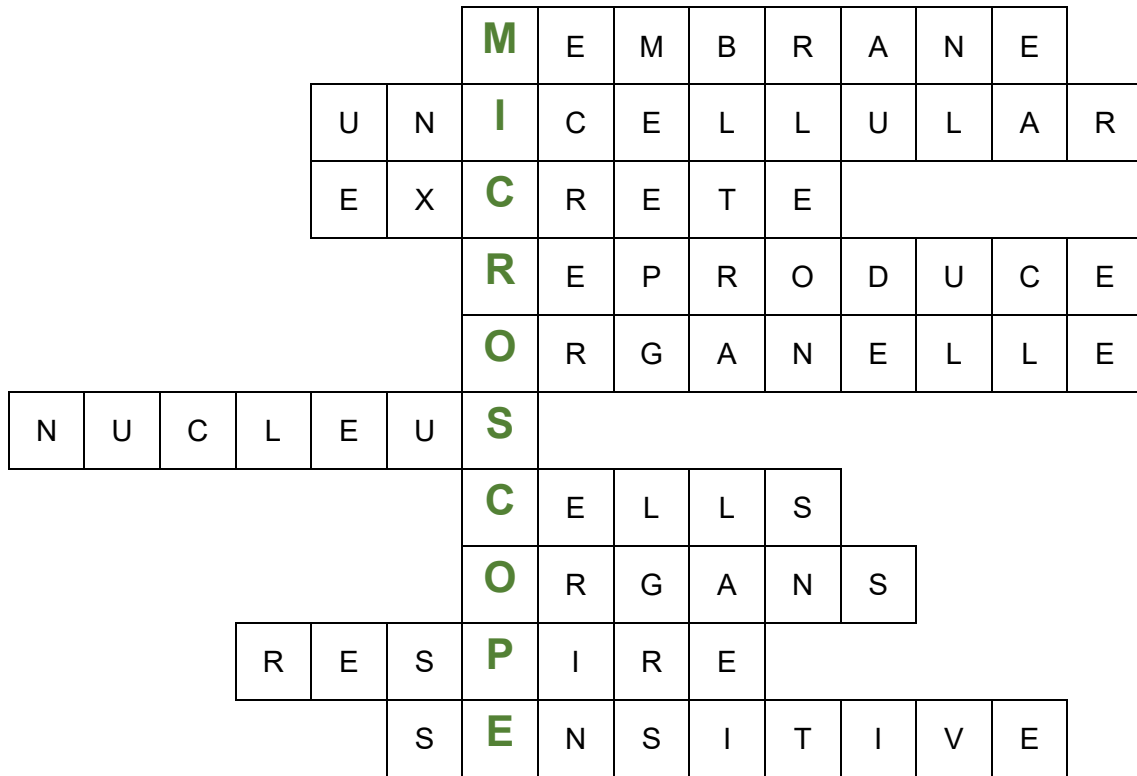 MEMBRANE
UNICELLULAR
EXCRETE
REPRODUCE
ORGANELLE
NUCLEUS
CELLS
ORGANS
RESPIRE
SENSITIVE